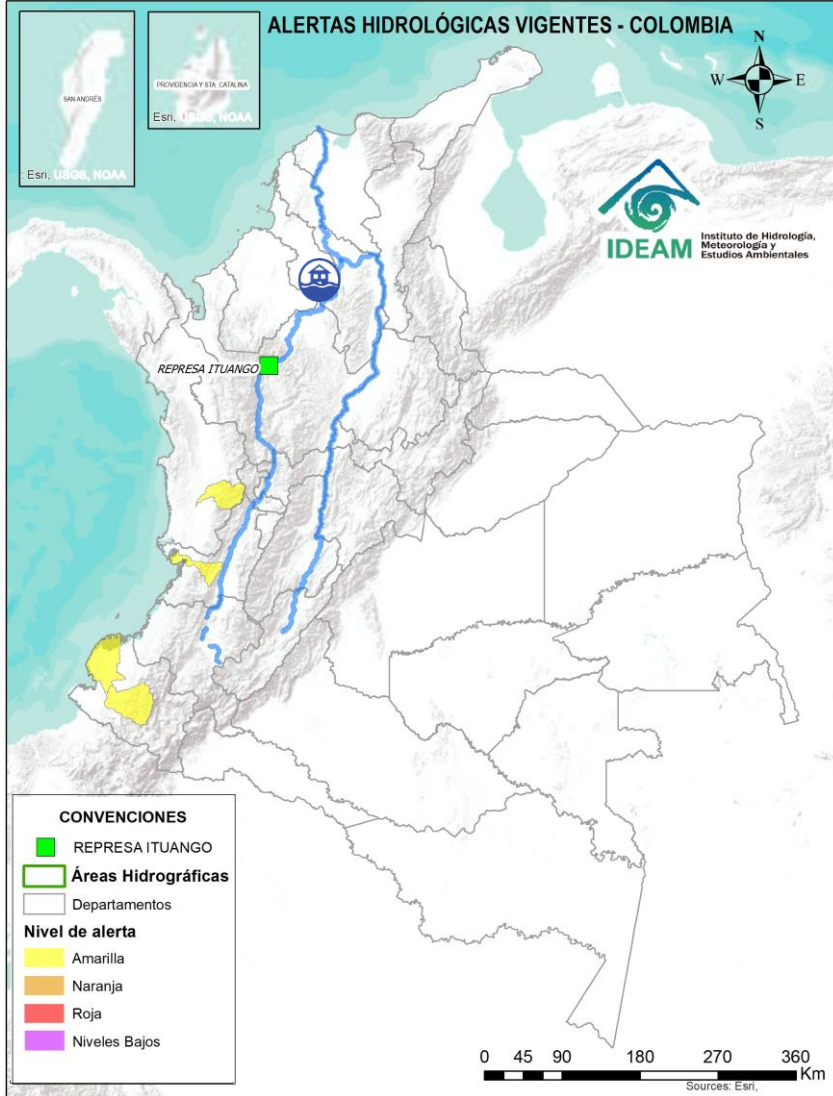 ALERTAS HIDROLÓGICAS VIGENTES - COLOMBIA
SAN ANDRÉS
: Esri, USGS, NOAA
PROVIDENCIA Y STA. CATALINA
Esri, USGS, NOAA
N
W E
S
IDEAM
Instituto de Hidrología,
Meteorología y
Estudios Ambientales
REPRESA ITUANGO
CONVENCIONES
REPRESA ITUANGO
Áreas Hidrográficas
Departamentos
Nivel de alerta
Amarilla
Naranja
Roja
Niveles Bajos
0 45 90 180 270 360
Km
Sources: Esri,